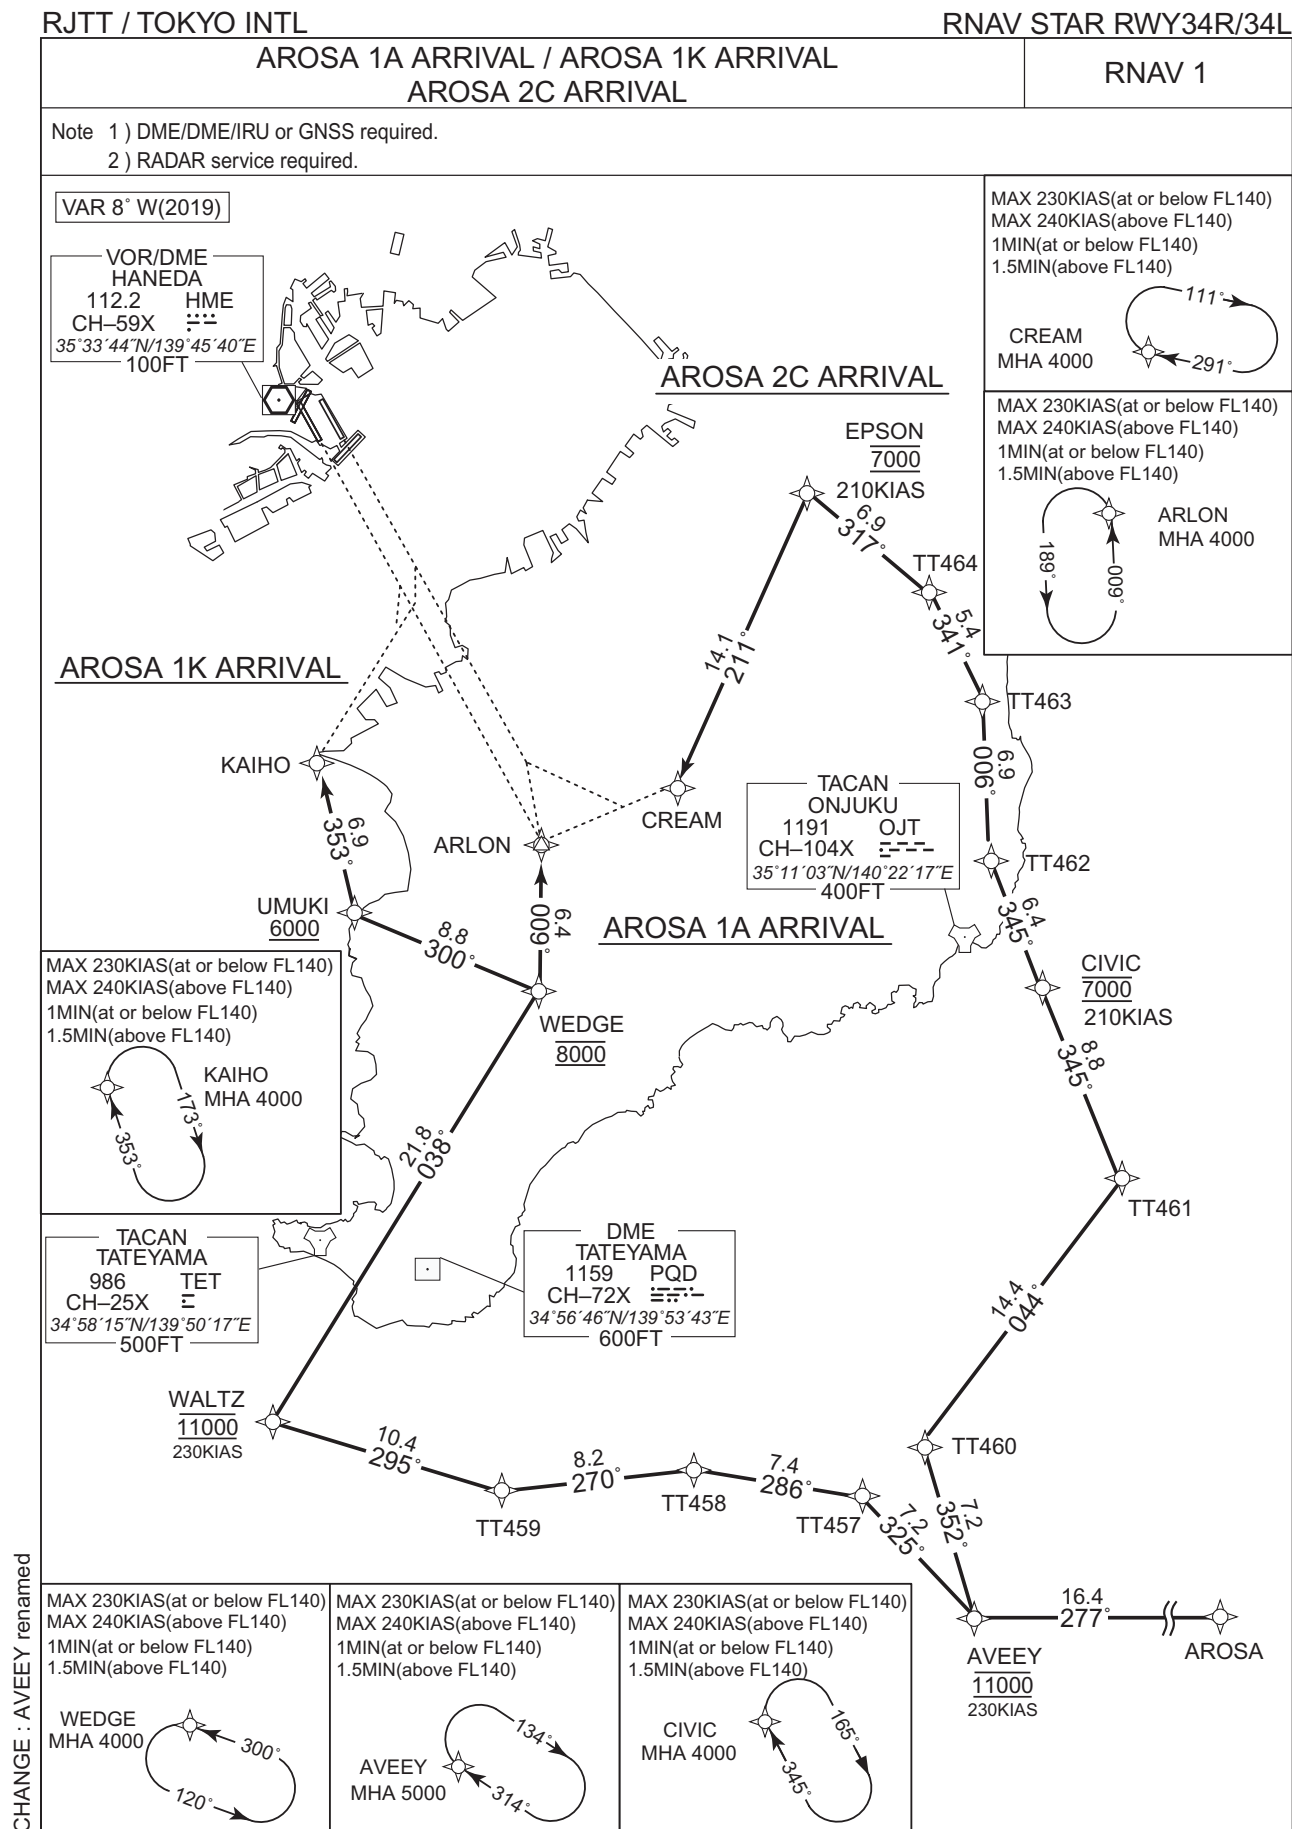 RJTT / TOKYO INTL
RNAV STAR RWY34R/34L
AROSA 1A ARRIVAL / AROSA 1K ARRIVAL
AROSA 2C ARRIVAL
RNAV 1
Note 1 ) DME/DME/IRU or GNSS required.
2 ) RADAR service required.
VAR 8° W(2019)
VOR/DME
HANEDA
112.2 HME
CH–59X
35°33´44˝N/139°45´40˝E
100FT
MAX 230KIAS(at or below FL140)
MAX 240KIAS(above FL140)
1MIN(at or below FL140)
1.5MIN(above FL140)
111°
CREAM
MHA 4000
291°
MAX 230KIAS(at or below FL140)
MAX 240KIAS(above FL140)
1MIN(at or below FL140)
1.5MIN(above FL140)
ARLON
MHA 4000
189°
009°
AROSA 2C ARRIVAL
EPSON
7000
210KIAS
6.9
317°
TT464
5.4
341°
14.1
211°
AROSA 1K ARRIVAL
TT463
KAIHO
6.9
006°
TACAN
ONJUKU
1191 OJT
CH–104X
35°11´03˝N/140°22´17˝E
400FT
CREAM
6.9
353°
ARLON
TT462
UMUKI
6000
8.8
300°
6.4
009°
AROSA 1A ARRIVAL
6.4
345°
CIVIC
7000
210KIAS
MAX 230KIAS(at or below FL140)
MAX 240KIAS(above FL140)
1MIN(at or below FL140)
1.5MIN(above FL140)
KAIHO
MHA 4000
173°
353°
WEDGE
8000
8.8
345°
21.8
038°
TT461
TACAN
TATEYAMA
986 TET
CH–25X
34°58´15˝N/139°50´17˝E
500FT
DME
TATEYAMA
1159 PQD
CH–72X
34°56´46˝N/139°53´43˝E
600FT
14.4
044°
WALTZ
11000
230KIAS
10.4
295°
TT459
8.2
270°
TT458
7.4
286°
TT457
TT460
7.2
325°
7.2
352°
16.4
277°
AVEEY
11000
230KIAS
AROSA
MAX 230KIAS(at or below FL140)
MAX 240KIAS(above FL140)
1MIN(at or below FL140)
1.5MIN(above FL140)
WEDGE
MHA 4000
300°
120°
MAX 230KIAS(at or below FL140)
MAX 240KIAS(above FL140)
1MIN(at or below FL140)
1.5MIN(above FL140)
134°
AVEEY
MHA 5000
314°
MAX 230KIAS(at or below FL140)
MAX 240KIAS(above FL140)
1MIN(at or below FL140)
1.5MIN(above FL140)
CIVIC
MHA 4000
165°
345°
CHANGE : AVEEY renamed